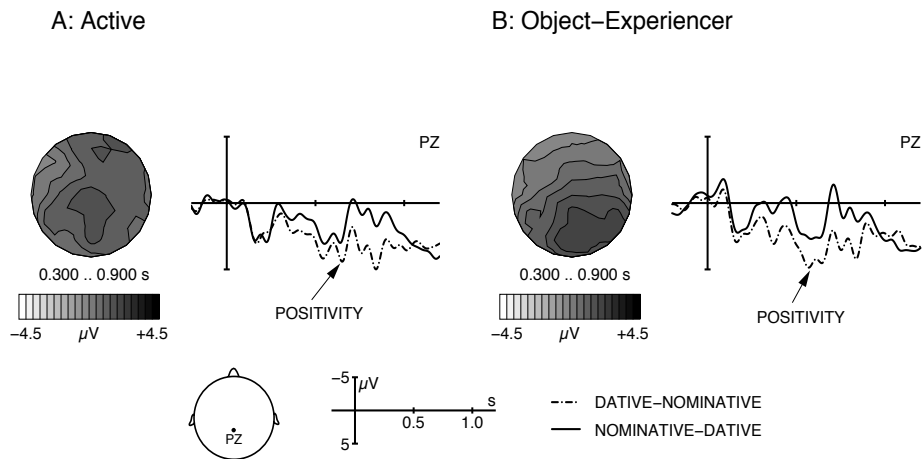 A: Active
B: Object−Experiencer
PZ
PZ
0.300 .. 0.900 s
−4.5 µV +4.5
POSITIVITY
0.300 .. 0.900 s
−4.5 µV +4.5
POSITIVITY
PZ
−5 µV
s
0.5 1.0
5
DATIVE−NOMINATIVE
NOMINATIVE−DATIVE